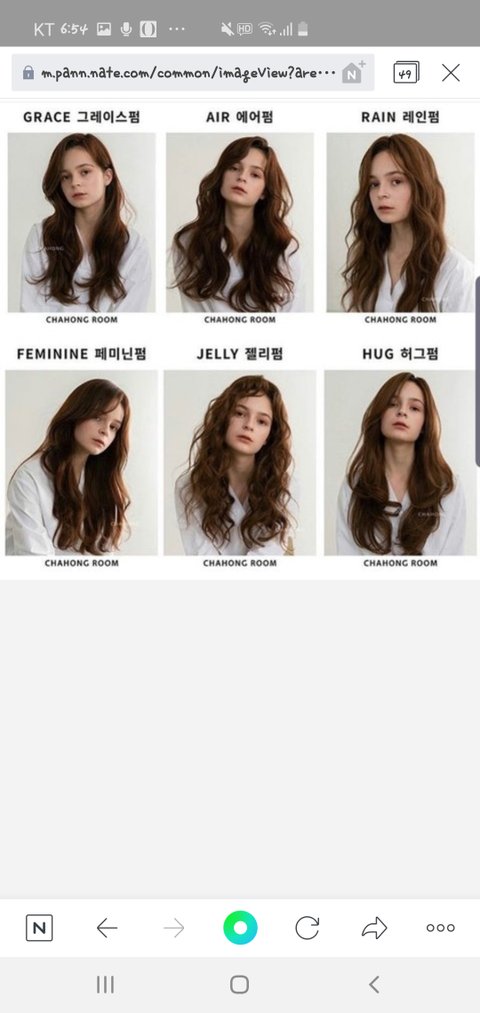 KT 6:54 HD
m.pann.nate.com/common/imageView?are··· N 49
GRACE 그레이스펌 AIR 에어펌 RAIN 레인펌
CHAHONG
CHAHONG ROOM CHAHONG ROOM CHAHONG ROOM
FEMININE 페미닌펌 JELLY 젤리펌 HUG 허그펌
CHAHONG ROOM CHAHONG ROOM CHAHONG ROOM
N